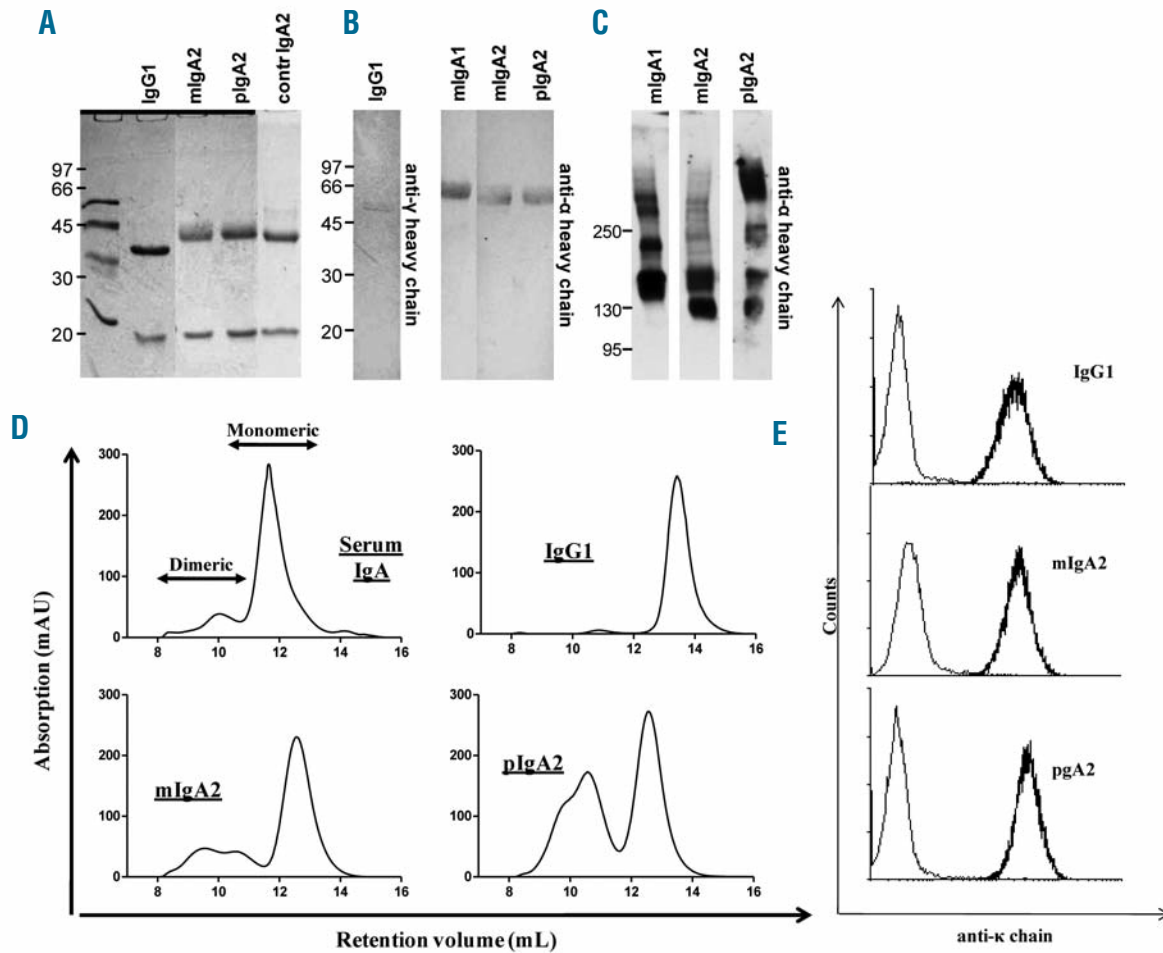 A
IgG1
mIgA2
pIgA2
contrIgA2
97
66
45
30
20
B
IgG1
mIgA1
mIgA2
pIgA2
97
66
45
30
20
anti-γ heavy chain
anti-α heavy chain
C
mIgA1
mIgA2
pIgA2
250
130
95
anti-α heavy chain
D
Absorption (mAU)
Monomeric
Dimeric
Serum
IgA
300
200
100
0
8 10 12 14 16
IgG1
300
200
100
0
8 10 12 14 16
mIgA2
300
200
100
0
8 10 12 14 16
pIgA2
300
200
100
0
8 10 12 14 16
Retention volume (mL)
E
Counts
IgG1
mIgA2
pgA2
anti-κ chain